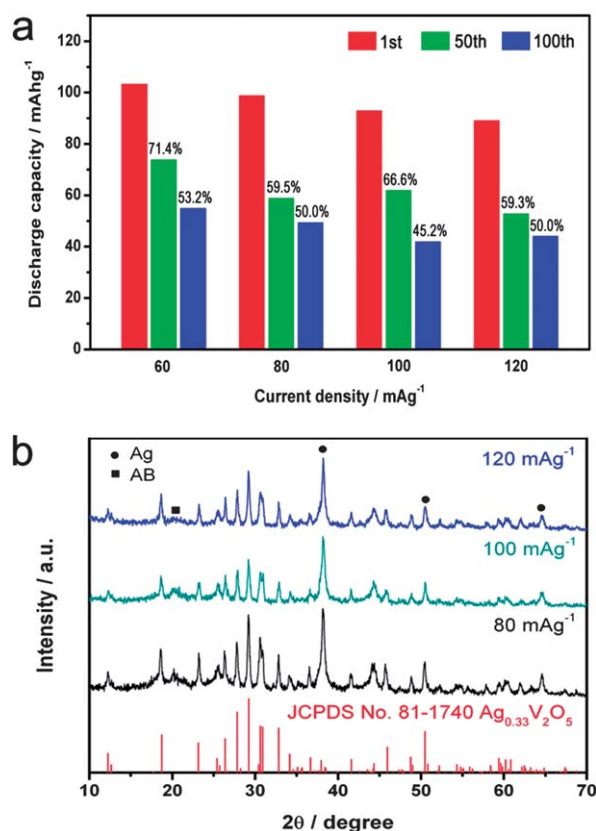 a
1st 50th 100th
Discharge capacity / mAhg⁻¹
120
100
80
60
40
20
0
71.4%
53.2%
59.5%
50.0%
66.6%
45.2%
59.3%
50.0%
60 80 100 120
Current density / mAg⁻¹
b
Ag
AB
120 mAg⁻¹
100 mAg⁻¹
80 mAg⁻¹
JCPDS No. 81-1740 Ag₀.₃₃V₂O₅
Intensity / a.u.
10 20 30 40 50 60 70
2θ / degree